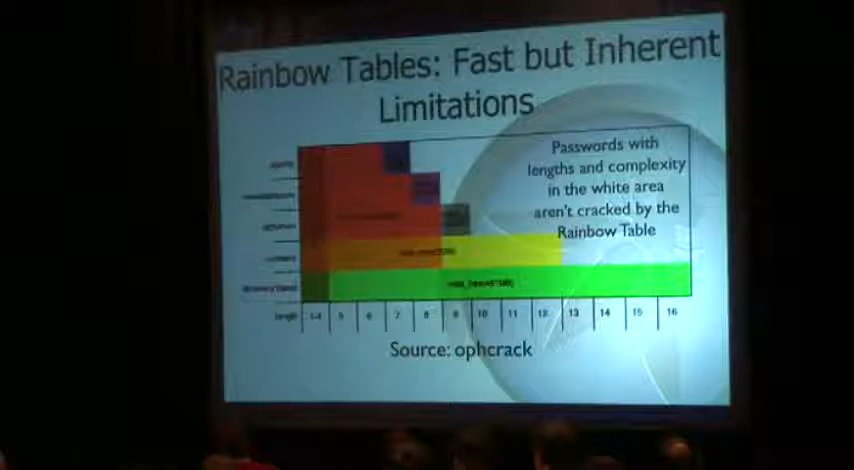 Rainbow Tables: Fast but Inherent
Limitations
Passwords with
lengths and complexity
in the white area
aren't cracked by the
Rainbow Table
length 1-4 5 6 7 8 9 10 11 12 13 14 15 16
Source: ophcrack